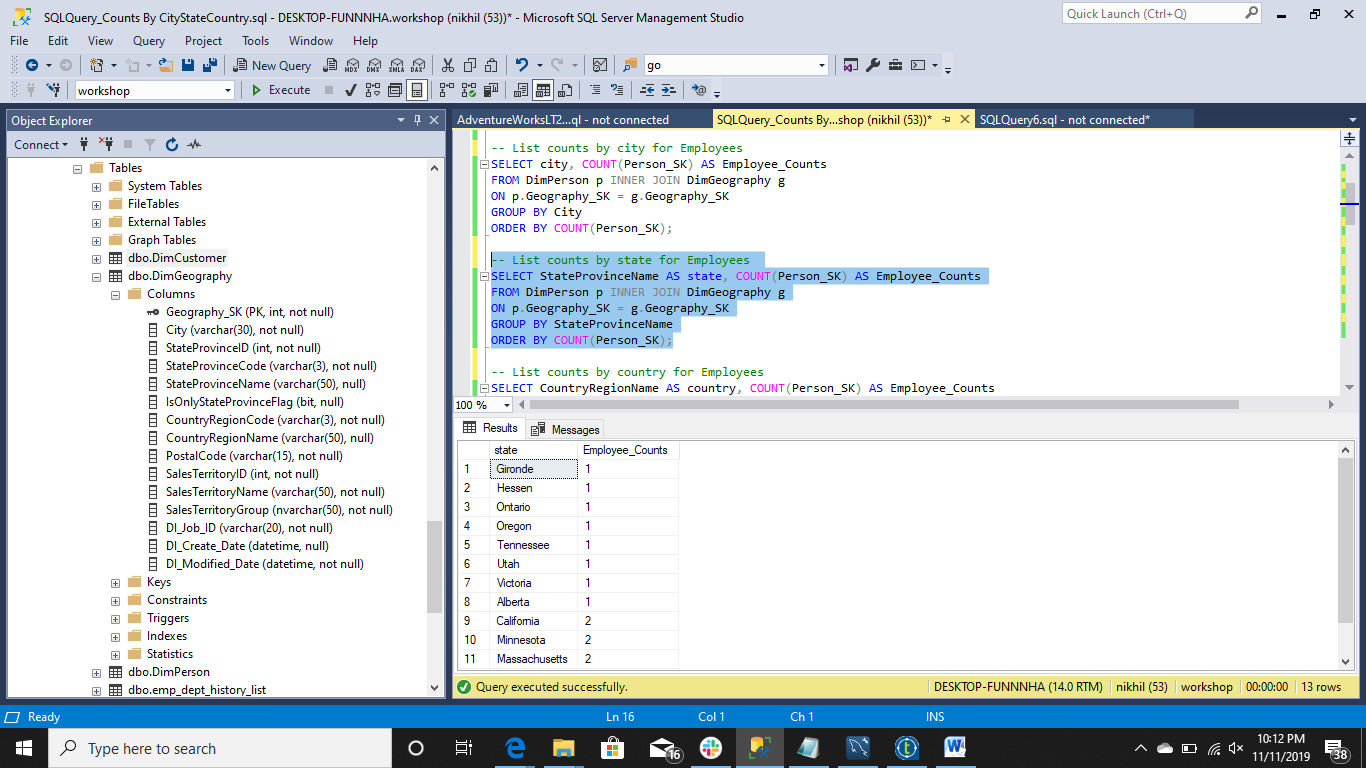 SQLQuery_Counts By CityStateCountry.sql - DESKTOP-FUNNNHA.workshop (nikhil (53))* - Microsoft SQL Server Management Studio
Quick Launch (Ctrl+Q)
File Edit View Query Project Tools Window Help
New Query MDX DMX XMLA DAX go
workshop Execute
Object Explorer
Connect
Tables
System Tables
FileTables
External Tables
Graph Tables
dbo.DimCustomer
dbo.DimGeography
Columns
Geography_SK (PK, int, not null)
City (varchar(30), not null)
StateProvinceID (int, not null)
StateProvinceCode (varchar(3), not null)
StateProvinceName (varchar(50), null)
IsOnlyStateProvinceFlag (bit, null)
CountryRegionCode (varchar(3), not null)
CountryRegionName (varchar(50), null)
PostalCode (varchar(15), not null)
SalesTerritoryID (int, not null)
SalesTerritoryName (varchar(50), not null)
SalesTerritoryGroup (nvarchar(50), not null)
DI_Job_ID (varchar(20), not null)
DI_Create_Date (datetime, null)
DI_Modified_Date (datetime, not null)
Keys
Constraints
Triggers
Indexes
Statistics
dbo.DimPerson
dbo.emp_dept_history_list
AdventureWorksLT2...ql - not connected
SQLQuery_Counts By...shop (nikhil (53))*
SQLQuery6.sql - not connected*
-- List counts by city for Employees
SELECT city, COUNT(Person_SK) AS Employee_Counts
FROM DimPerson p INNER JOIN DimGeography g
ON p.Geography_SK = g.Geography_SK
GROUP BY City
ORDER BY COUNT(Person_SK);
-- List counts by state for Employees
SELECT StateProvinceName AS state, COUNT(Person_SK) AS Employee_Counts
FROM DimPerson p INNER JOIN DimGeography g
ON p.Geography_SK = g.Geography_SK
GROUP BY StateProvinceName
ORDER BY COUNT(Person_SK);
-- List counts by country for Employees
SELECT CountryRegionName AS country, COUNT(Person_SK) AS Employee_Counts
100 %
Results Messages
state Employee_Counts
1 Gironde 1
2 Hessen 1
3 Ontario 1
4 Oregon 1
5 Tennessee 1
6 Utah 1
7 Victoria 1
8 Alberta 1
9 California 2
10 Minnesota 2
11 Massachusetts 2
Query executed successfully. DESKTOP-FUNNNHA (14.0 RTM) nikhil (53) workshop 00:00:00 13 rows
Ready Ln 16 Col 1 Ch 1 INS
Type here to search
16
10:12 PM
11/11/2019
38